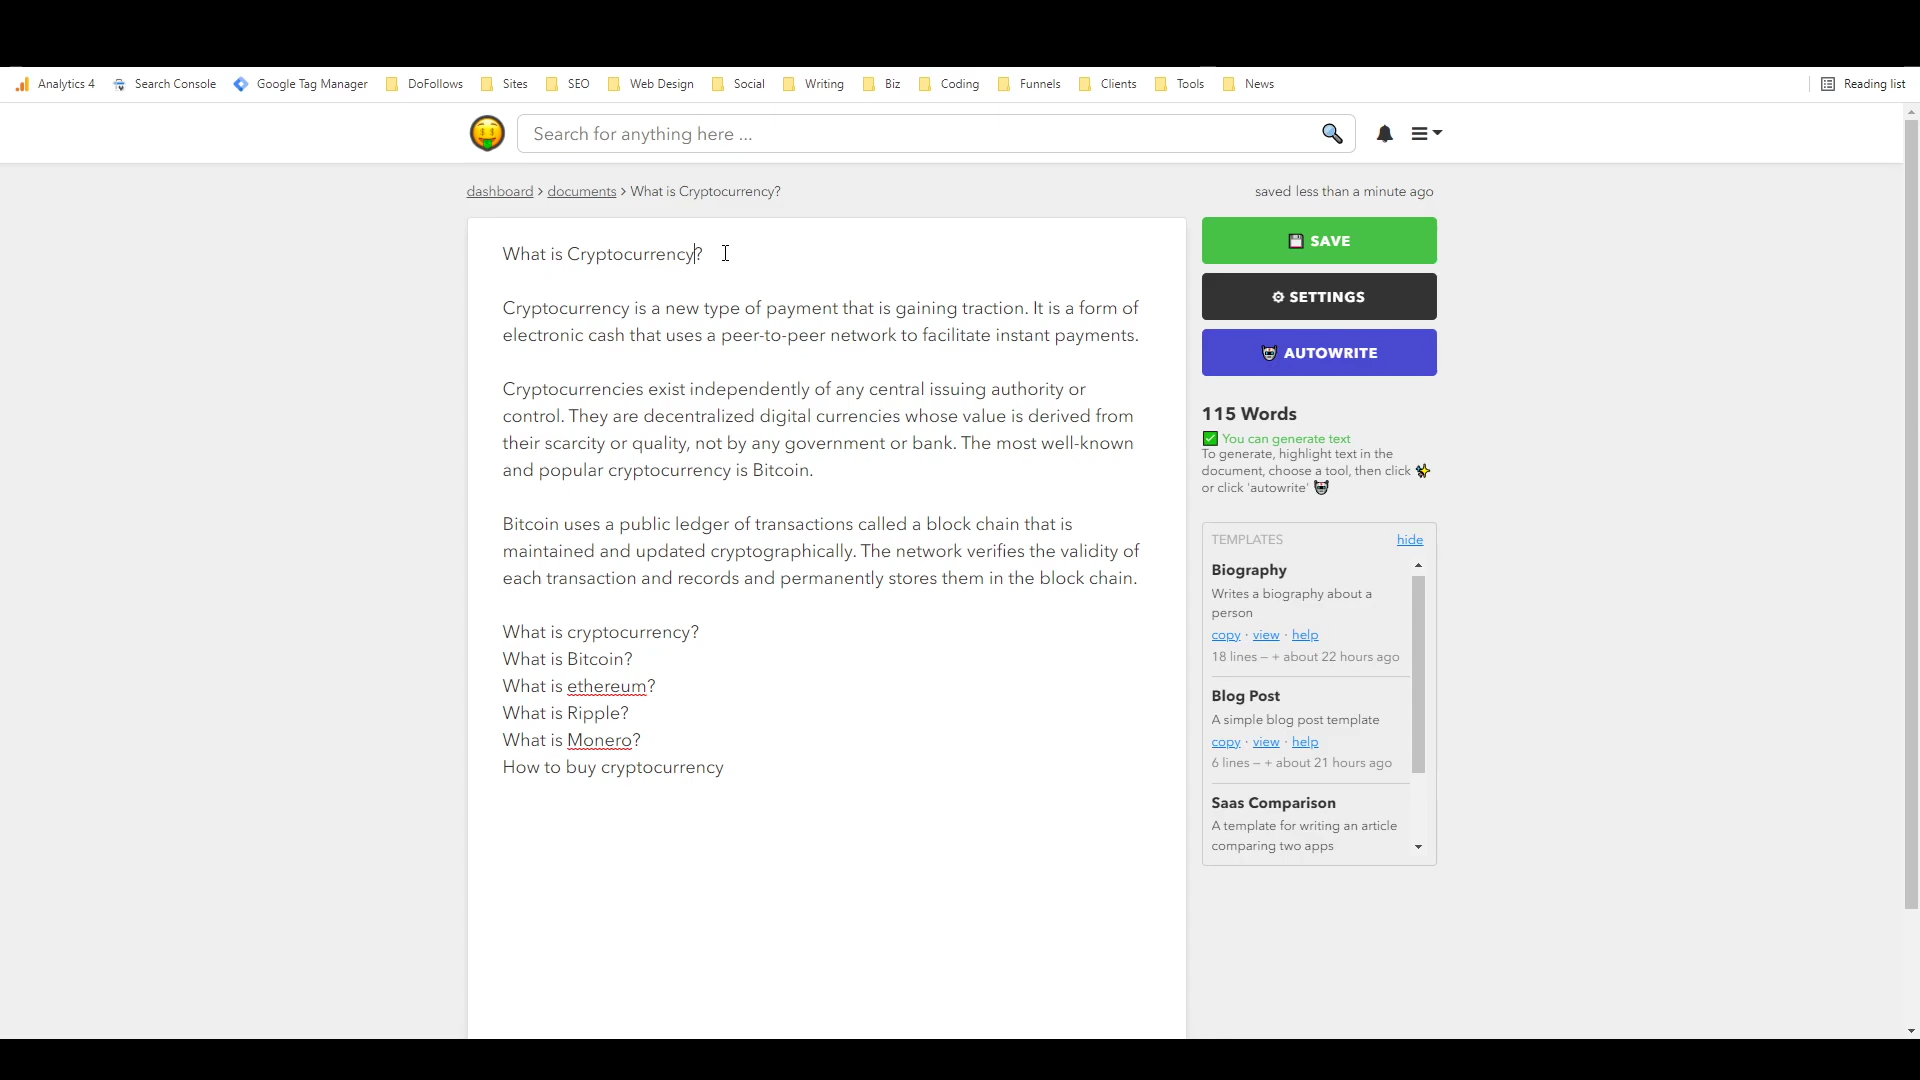 Analytics 4 Search Console Google Tag Manager DoFollows Sites SEO Web Design Social Writing Biz Coding Funnels Clients Tools News Reading list
Search for anything here ...
dashboard > documents > What is Cryptocurrency? saved less than a minute ago
What is Cryptocurrency?
Cryptocurrency is a new type of payment that is gaining traction. It is a form of
electronic cash that uses a peer-to-peer network to facilitate instant payments.
Cryptocurrencies exist independently of any central issuing authority or
control. They are decentralized digital currencies whose value is derived from
their scarcity or quality, not by any government or bank. The most well-known
and popular cryptocurrency is Bitcoin.
Bitcoin uses a public ledger of transactions called a block chain that is
maintained and updated cryptographically. The network verifies the validity of
each transaction and records and permanently stores them in the block chain.
What is cryptocurrency?
What is Bitcoin?
What is ethereum?
What is Ripple?
What is Monero?
How to buy cryptocurrency
SAVE
SETTINGS
AUTOWRITE
115 Words
You can generate text
To generate, highlight text in the
document, choose a tool, then click
or click 'autowrite'
TEMPLATES hide
Biography
Writes a biography about a
person
copy · view · help
18 lines – + about 22 hours ago
Blog Post
A simple blog post template
copy · view · help
6 lines – + about 21 hours ago
Saas Comparison
A template for writing an article
comparing two apps